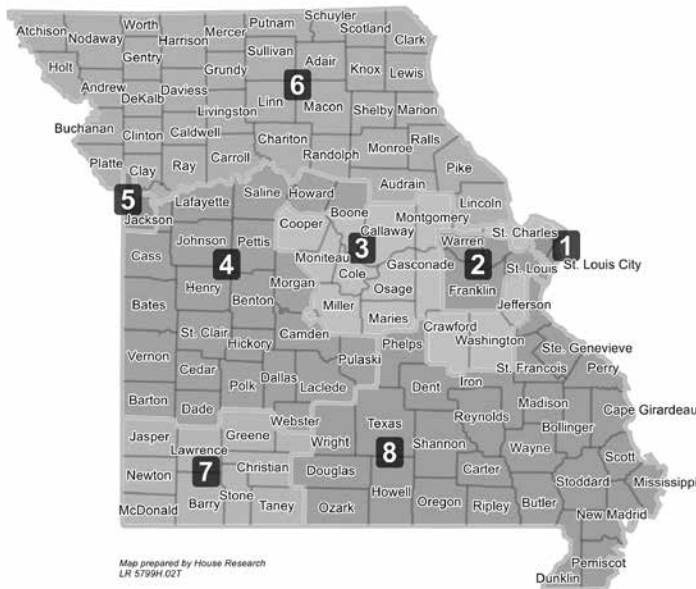 Schuyler
Putnam
Scotland
Worth
Mercer
Atchison
Harrison
Clark
Nodaway
Sullivan
Gentry
Adair
Holt
Grundy
Knox
Lewis
Andrew
Daviess
6
DeKalb
Linn
Macon
Livingston
Shelby
Marion
Buchanan
Caldwell
Chariton
Ralls
Clinton
Monroe
Carroll
Randolph
Platte
Ray
Pike
Clay
Audrain
Saline
Howard
5
Lafayette
Lincoln
Boone
Montgomery
Jackson
Cooper
Callaway
St. Charles
Johnson
Pettis
Warren
1
3
Cass
4
Moniteau
Gasconade
2
St. Louis
St. Louis City
Cole
Henry
Morgan
Osage
Franklin
Benton
Bates
Miller
Jefferson
Maries
Crawford
St. Clair
Camden
Washington
Hickory
Phelps
Ste. Genevieve
Vernon
Pulaski
St. Francois
Perry
Cedar
Dallas
Dent
Iron
Polk
Laclede
Barton
Madison
Dade
Reynolds
Cape Girardeau
Webster
Texas
Bollinger
Jasper
Greene
Wright
Shannon
Wayne
Lawrence
8
Scott
7
Christian
Douglas
Carter
Newton
Stoddard
Mississippi
Stone
Howell
Barry
Taney
Ozark
Oregon
Ripley
Butler
McDonald
New Madrid
Pemiscot
Dunklin
Map prepared by House Research
LR 5799H.02T